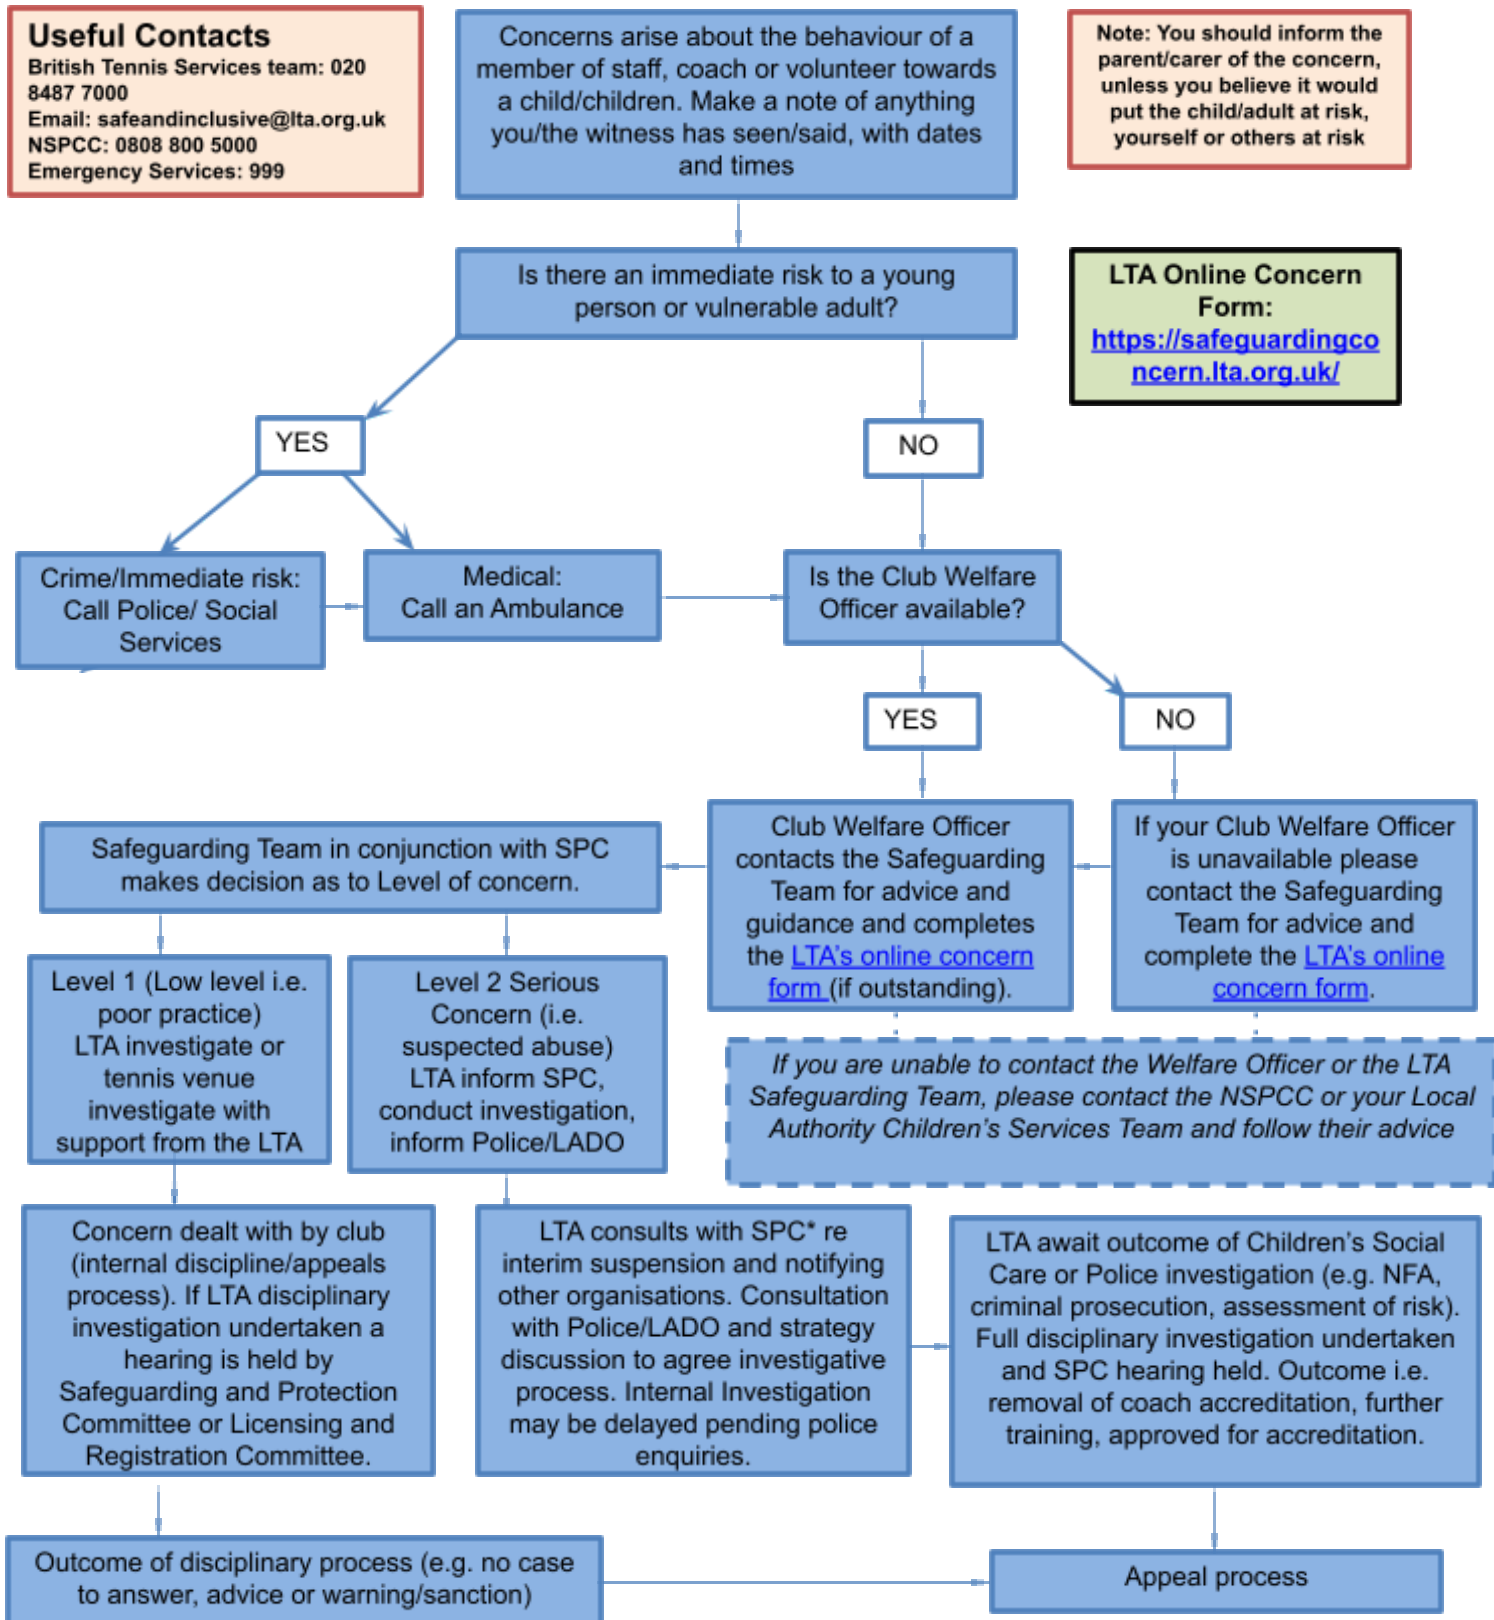 Useful Contacts
British Tennis Services team: 020
8487 7000
Email: safeandinclusive@lta.org.uk
NSPCC: 0808 800 5000
Emergency Services: 999
Concerns arise about the behaviour of a
member of staff, coach or volunteer towards
a child/children. Make a note of anything
you/the witness has seen/said, with dates
and times
Note: You should inform the
parent/carer of the concern,
unless you believe it would
put the child/adult at risk,
yourself or others at risk
Is there an immediate risk to a young
person or vulnerable adult?
LTA Online Concern
Form:
https://safeguardingco
ncern.lta.org.uk/
YES
NO
Crime/Immediate risk:
Call Police/ Social
Services
Medical:
Call an Ambulance
Is the Club Welfare
Officer available?
YES
NO
Safeguarding Team in conjunction with SPC
makes decision as to Level of concern.
Club Welfare Officer
contacts the Safeguarding
Team for advice and
guidance and completes
the LTA's online concern
form (if outstanding).
If your Club Welfare Officer
is unavailable please
contact the Safeguarding
Team for advice and
complete the LTA's online
concern form.
Level 1 (Low level i.e.
poor practice)
LTA investigate or
tennis venue
investigate with
support from the LTA
Level 2 Serious
Concern (i.e.
suspected abuse)
LTA inform SPC,
conduct investigation,
inform Police/LADO
If you are unable to contact the Welfare Officer or the LTA
Safeguarding Team, please contact the NSPCC or your Local
Authority Children's Services Team and follow their advice
Concern dealt with by club
(internal discipline/appeals
process). If LTA disciplinary
investigation undertaken a
hearing is held by
Safeguarding and Protection
Committee or Licensing and
Registration Committee.
LTA consults with SPC* re
interim suspension and notifying
other organisations. Consultation
with Police/LADO and strategy
discussion to agree investigative
process. Internal Investigation
may be delayed pending police
enquiries.
LTA await outcome of Children's Social
Care or Police investigation (e.g. NFA,
criminal prosecution, assessment of risk).
Full disciplinary investigation undertaken
and SPC hearing held. Outcome i.e.
removal of coach accreditation, further
training, approved for accreditation.
Outcome of disciplinary process (e.g. no case
to answer, advice or warning/sanction)
Appeal process